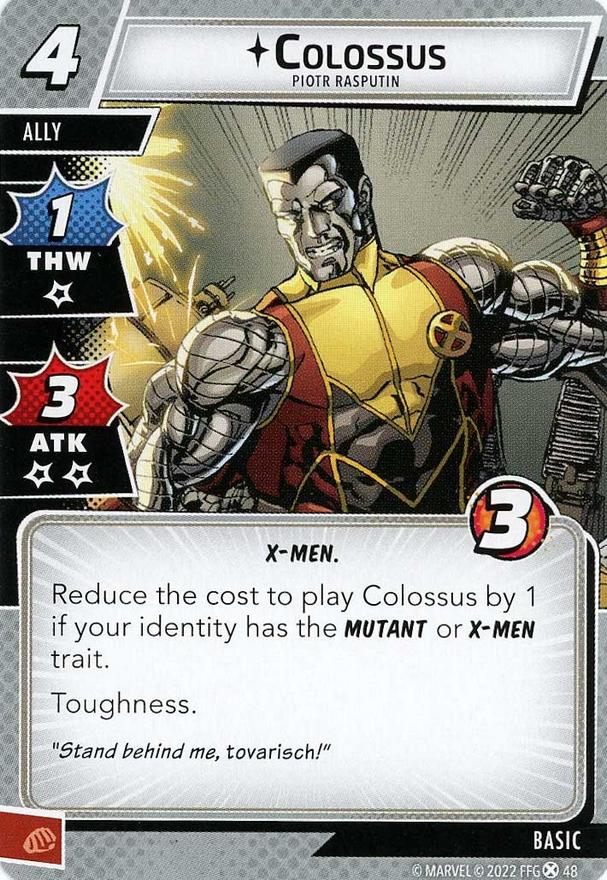 4
COLOSSUS
PIOTR RASPUTIN
ALLY
1
THW
3
ATK
3
X-MEN.
Reduce the cost to play Colossus by 1
if your identity has the MUTANT or X-MEN
trait.
Toughness.
"Stand behind me, tovarisch!"
BASIC
© MARVEL © 2022 FFG 48